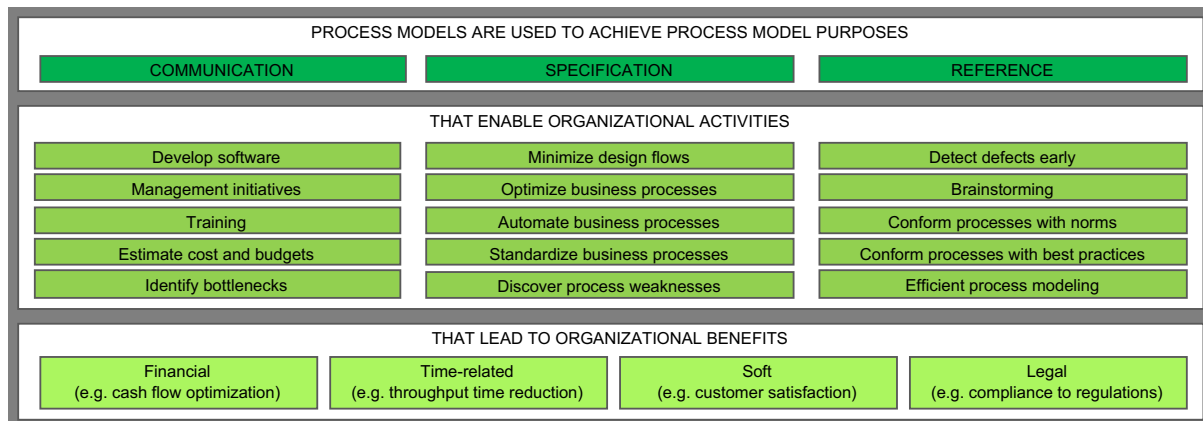 PROCESS MODELS ARE USED TO ACHIEVE PROCESS MODEL PURPOSES
COMMUNICATION
SPECIFICATION
REFERENCE
THAT ENABLE ORGANIZATIONAL ACTIVITIES
Develop software
Minimize design flows
Detect defects early
Management initiatives
Optimize business processes
Brainstorming
Training
Automate business processes
Conform processes with norms
Estimate cost and budgets
Standardize business processes
Conform processes with best practices
Identify bottlenecks
Discover process weaknesses
Efficient process modeling
THAT LEAD TO ORGANIZATIONAL BENEFITS
Financial
(e.g. cash flow optimization)
Time-related
(e.g. throughput time reduction)
Soft
(e.g. customer satisfaction)
Legal
(e.g. compliance to regulations)